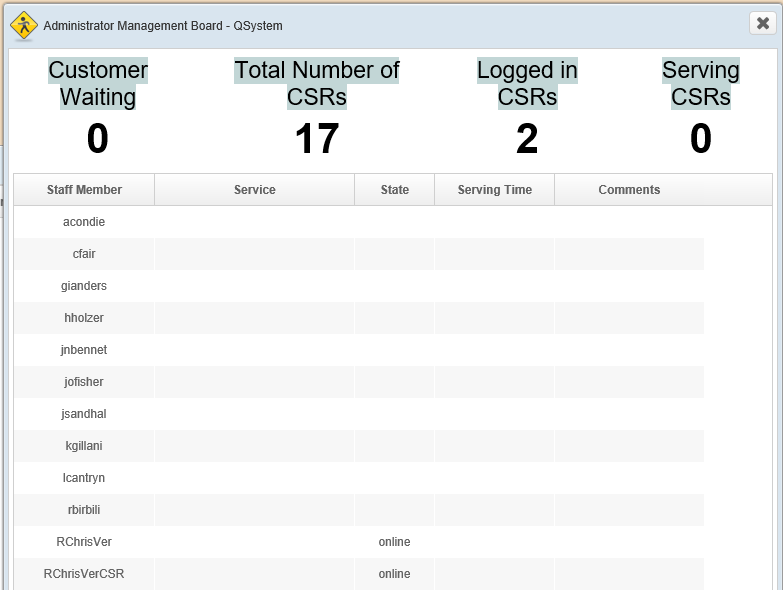 Administrator Management Board - QSystem
Customer Waiting
Total Number of CSRs
Logged in CSRs
Serving CSRs
0 17 2 0
Staff Member Service State Serving Time Comments
acondie
cfair
gianders
hholzer
jnbennet
jofisher
jsandhal
kgillani
lcantryn
rbirbili
RChrisVer online
RChrisVerCSR online